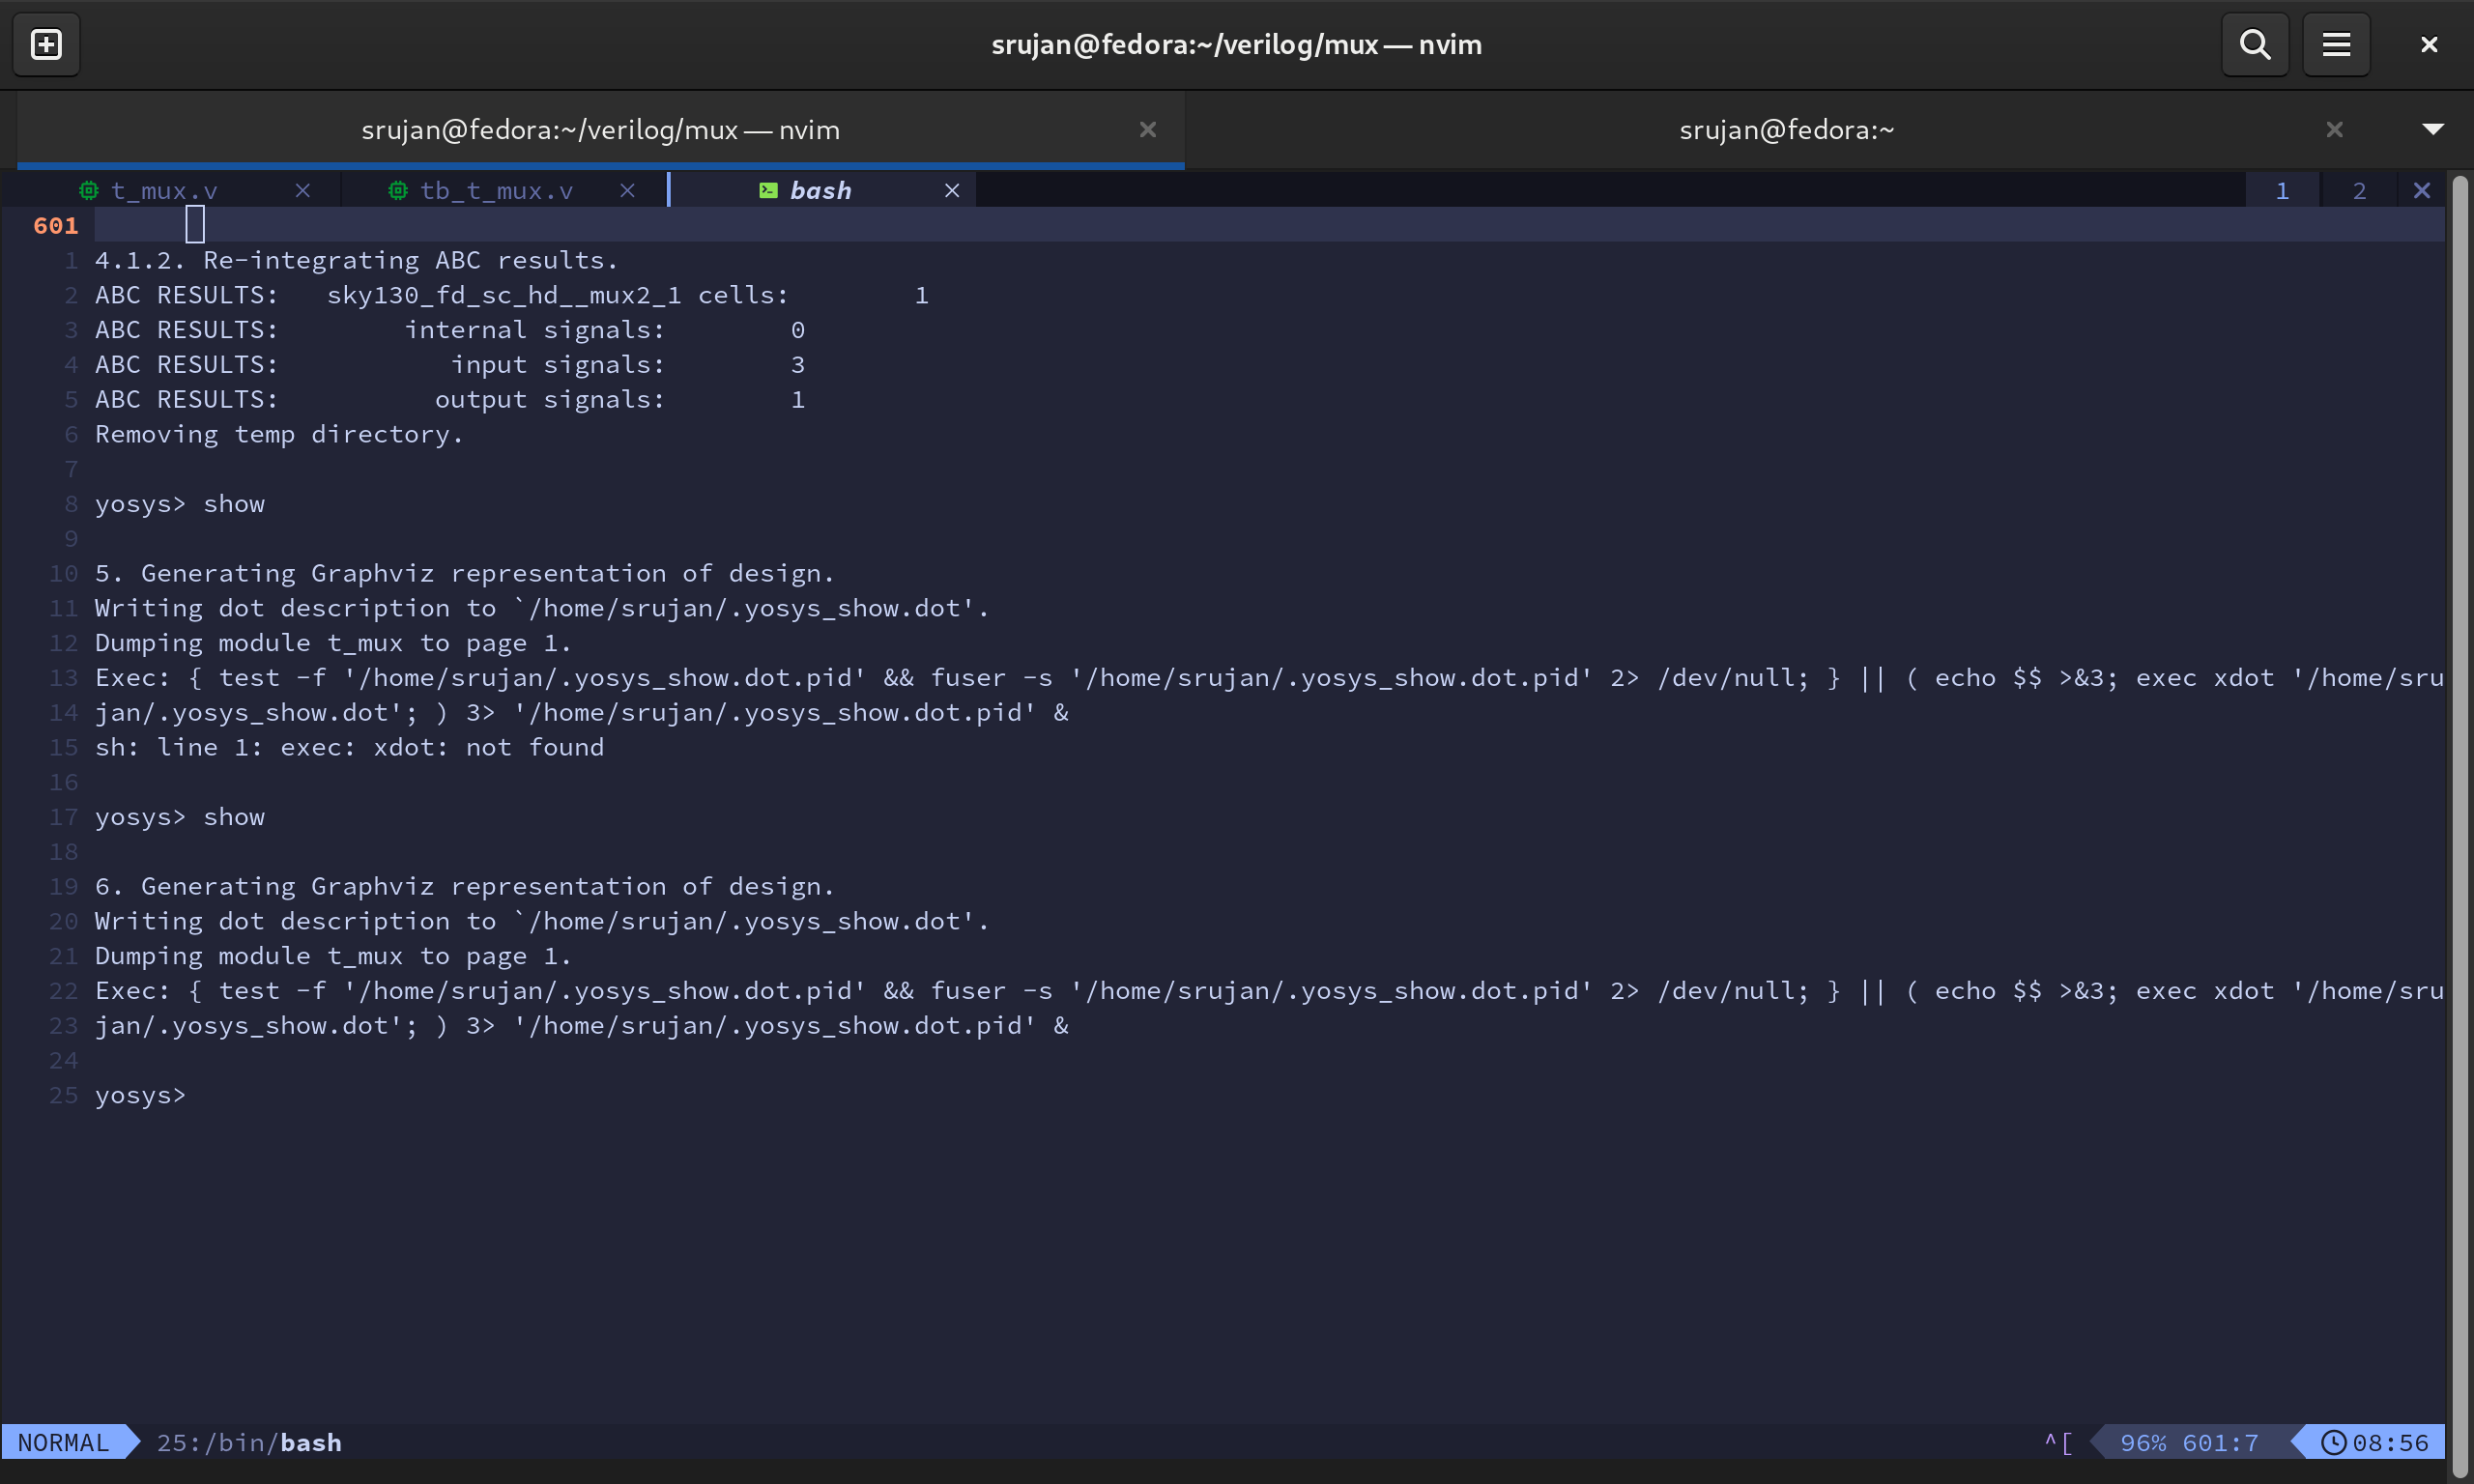 srujan@fedora:~/verilog/mux — nvim
srujan@fedora:~/verilog/mux — nvim srujan@fedora:~
t_mux.v tb_t_mux.v bash 1 2
601
1 4.1.2. Re-integrating ABC results.
2 ABC RESULTS:   sky130_fd_sc_hd__mux2_1 cells:        1
3 ABC RESULTS:        internal signals:        0
4 ABC RESULTS:           input signals:        3
5 ABC RESULTS:          output signals:        1
6 Removing temp directory.
7
8 yosys> show
9
10 5. Generating Graphviz representation of design.
11 Writing dot description to `/home/srujan/.yosys_show.dot'.
12 Dumping module t_mux to page 1.
13 Exec: { test -f '/home/srujan/.yosys_show.dot.pid' && fuser -s '/home/srujan/.yosys_show.dot.pid' 2> /dev/null; } || ( echo $$ >&3; exec xdot '/home/sru
14 jan/.yosys_show.dot'; ) 3> '/home/srujan/.yosys_show.dot.pid' &
15 sh: line 1: exec: xdot: not found
16
17 yosys> show
18
19 6. Generating Graphviz representation of design.
20 Writing dot description to `/home/srujan/.yosys_show.dot'.
21 Dumping module t_mux to page 1.
22 Exec: { test -f '/home/srujan/.yosys_show.dot.pid' && fuser -s '/home/srujan/.yosys_show.dot.pid' 2> /dev/null; } || ( echo $$ >&3; exec xdot '/home/sru
23 jan/.yosys_show.dot'; ) 3> '/home/srujan/.yosys_show.dot.pid' &
24
25 yosys>
NORMAL 25:/bin/bash ^[ 96% 601:7 08:56